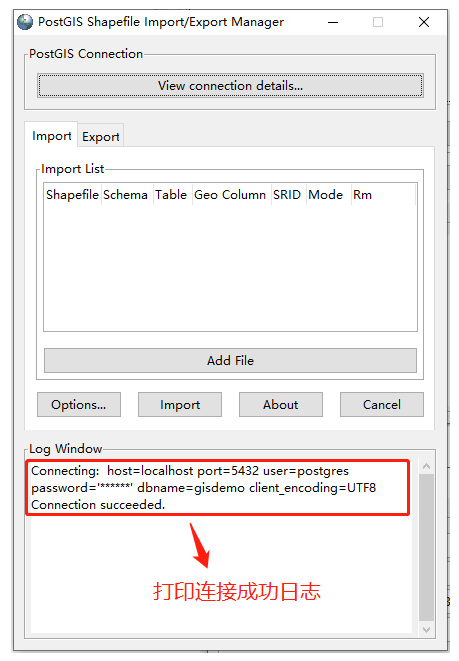 PostGIS Shapefile Import/Export Manager
PostGIS Connection
View connection details...
Import Export
Import List
Shapefile Schema Table Geo Column SRID Mode Rm
Add File
Options... Import About Cancel
Log Window
Connecting: host=localhost port=5432 user=postgres
password='******' dbname=gisdemo client_encoding=UTF8
Connection succeeded.
打印连接成功日志